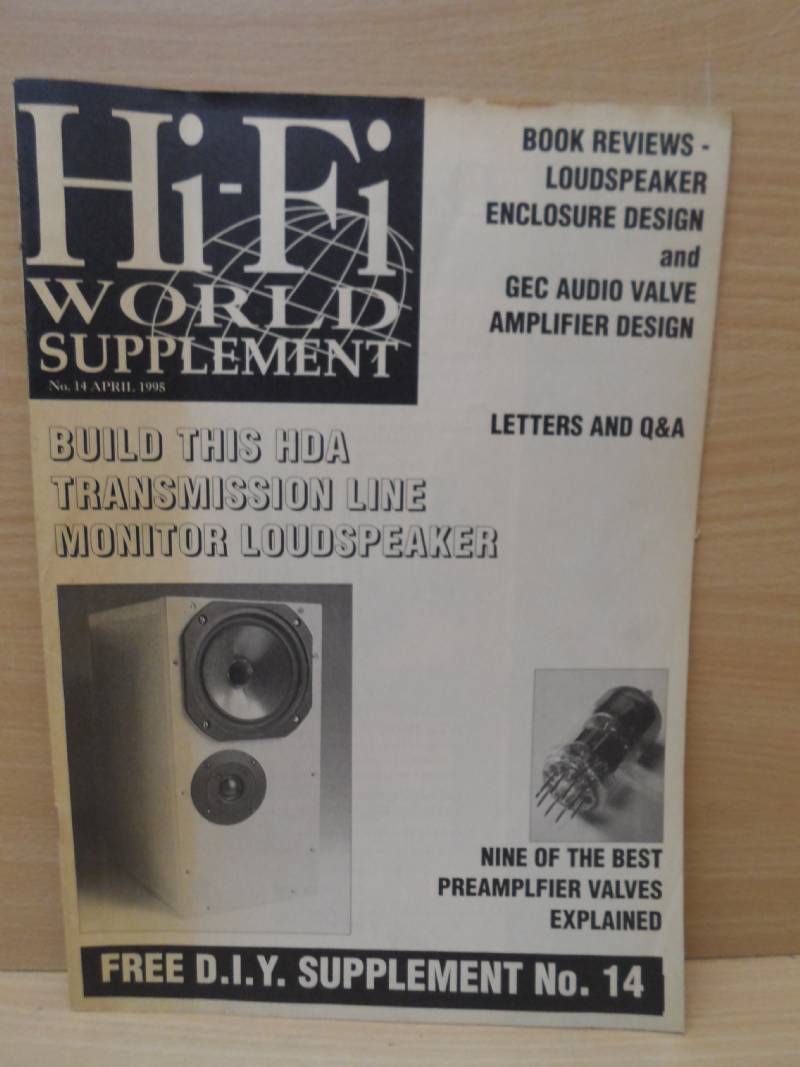 Hi-Fi
WORLD
SUPPLEMENT
No. 14 APRIL 1995
BOOK REVIEWS -
LOUDSPEAKER
ENCLOSURE DESIGN
and
GEC AUDIO VALVE
AMPLIFIER DESIGN
LETTERS AND Q&A
BUILD THIS HDA
TRANSMISSION LINE
MONITOR LOUDSPEAKER
NINE OF THE BEST
PREAMPLFIER VALVES
EXPLAINED
FREE D.I.Y. SUPPLEMENT No. 14